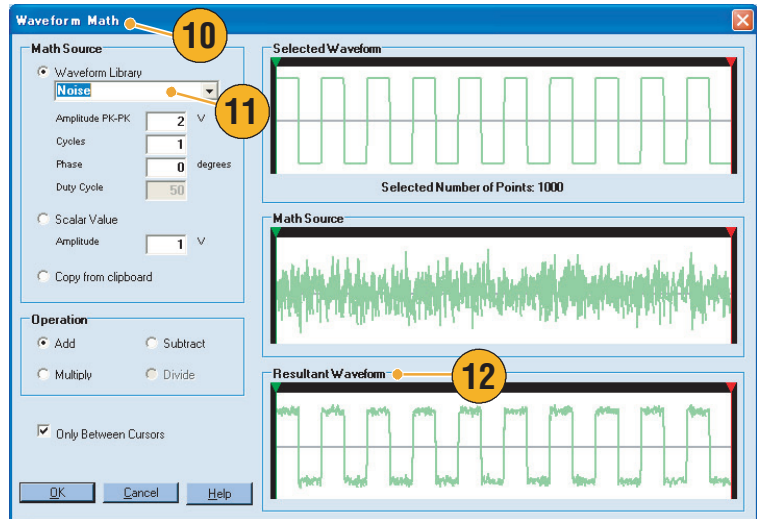 Waveform Math
10
Math Source
Waveform Library
Noise
11
Amplitude PK-PK 2 V
Cycles 1
Phase 0 degrees
Duty Cycle 50
Scalar Value
Amplitude 1 V
Copy from clipboard
Operation
Add Subtract
Multiply Divide
Only Between Cursors
OK Cancel Help
Selected Waveform
Selected Number of Points: 1000
Math Source
Resultant Waveform
12